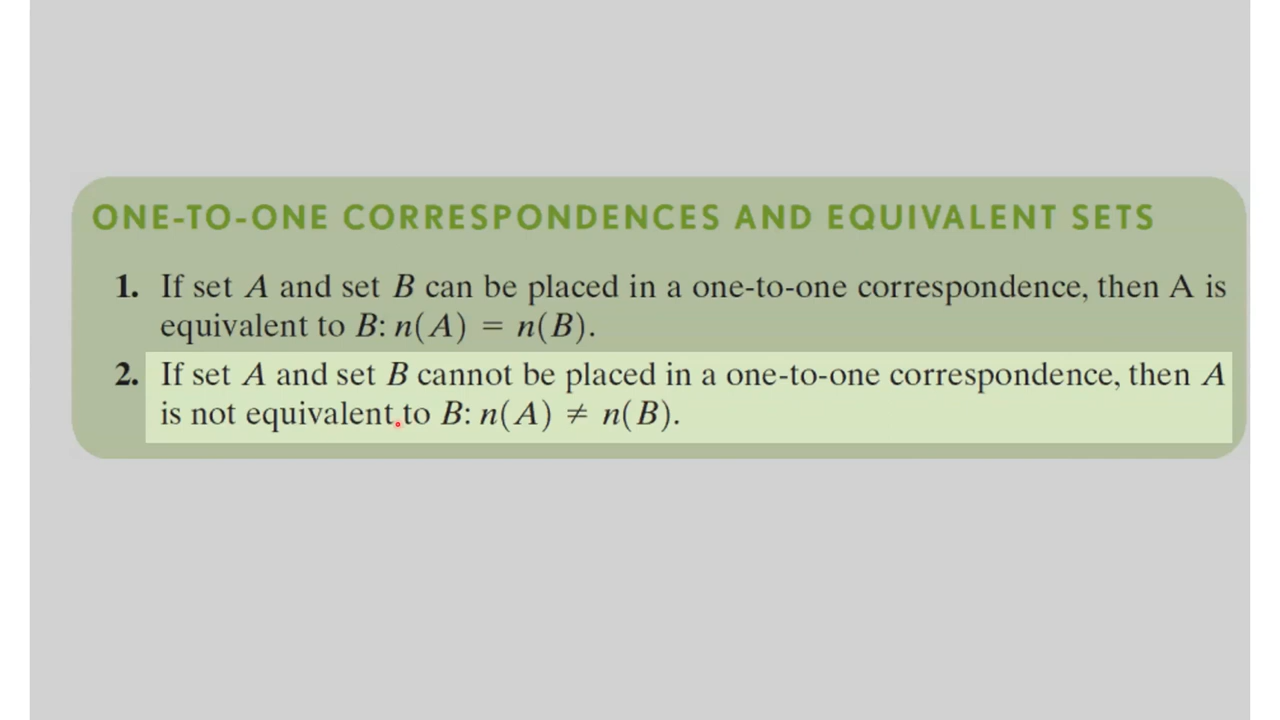 ONE-TO-ONE CORRESPONDENCES AND EQUIVALENT SETS
1. If set A and set B can be placed in a one-to-one correspondence, then A is
equivalent to B: n(A) = n(B).
2. If set A and set B cannot be placed in a one-to-one correspondence, then A
is not equivalent to B: n(A) ≠ n(B).